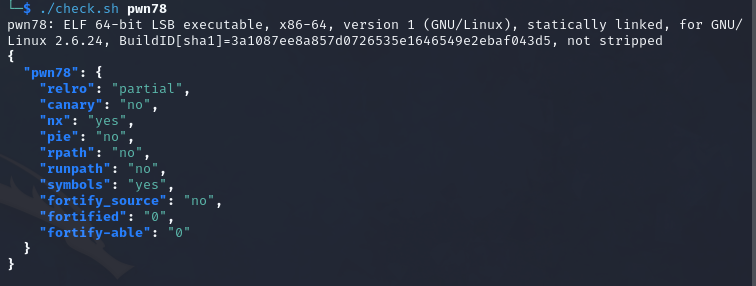 └─$ ./check.sh pwn78
pwn78: ELF 64-bit LSB executable, x86-64, version 1 (GNU/Linux), statically linked, for GNU/
Linux 2.6.24, BuildID[sha1]=3a1087ee8a857d0726535e1646549e2ebaf043d5, not stripped
{
  "pwn78": {
    "relro": "partial",
    "canary": "no",
    "nx": "yes",
    "pie": "no",
    "rpath": "no",
    "runpath": "no",
    "symbols": "yes",
    "fortify_source": "no",
    "fortified": "0",
    "fortify-able": "0"
  }
}